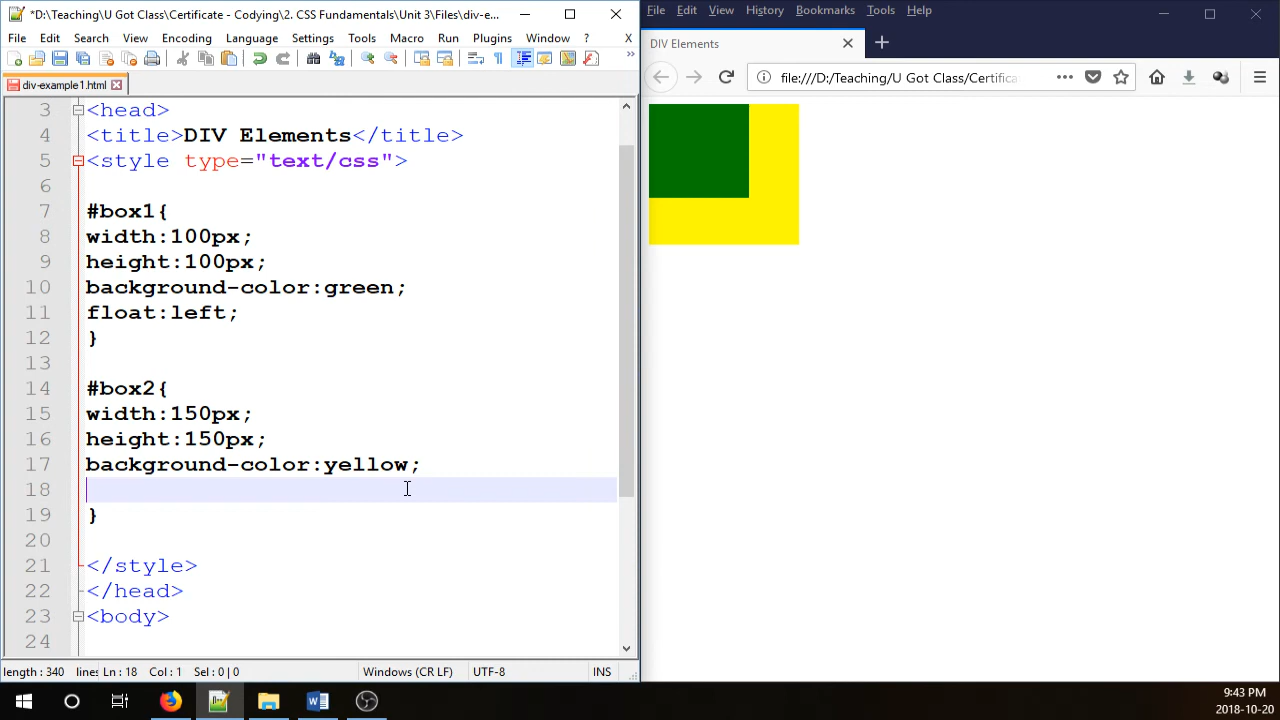 *D:\Teaching\U Got Class\Certificate - Codying\2. CSS Fundamentals\Unit 3\Files\div-e...
File Edit Search View Encoding Language Settings Tools Macro Run Plugins Window ? X
div-example1.html
3 <head>
4 <title>DIV Elements</title>
5 <style type="text/css">
6
7 #box1{
8 width:100px;
9 height:100px;
10 background-color:green;
11 float:left;
12 }
13
14 #box2{
15 width:150px;
16 height:150px;
17 background-color:yellow;
18
19 }
20
21 </style>
22 </head>
23 <body>
24
length : 340 lines Ln : 18 Col : 1 Sel : 0 | 0 Windows (CR LF) UTF-8 INS
File Edit View History Bookmarks Tools Help
DIV Elements
file:///D:/Teaching/U Got Class/Certifica
9:43 PM
2018-10-20